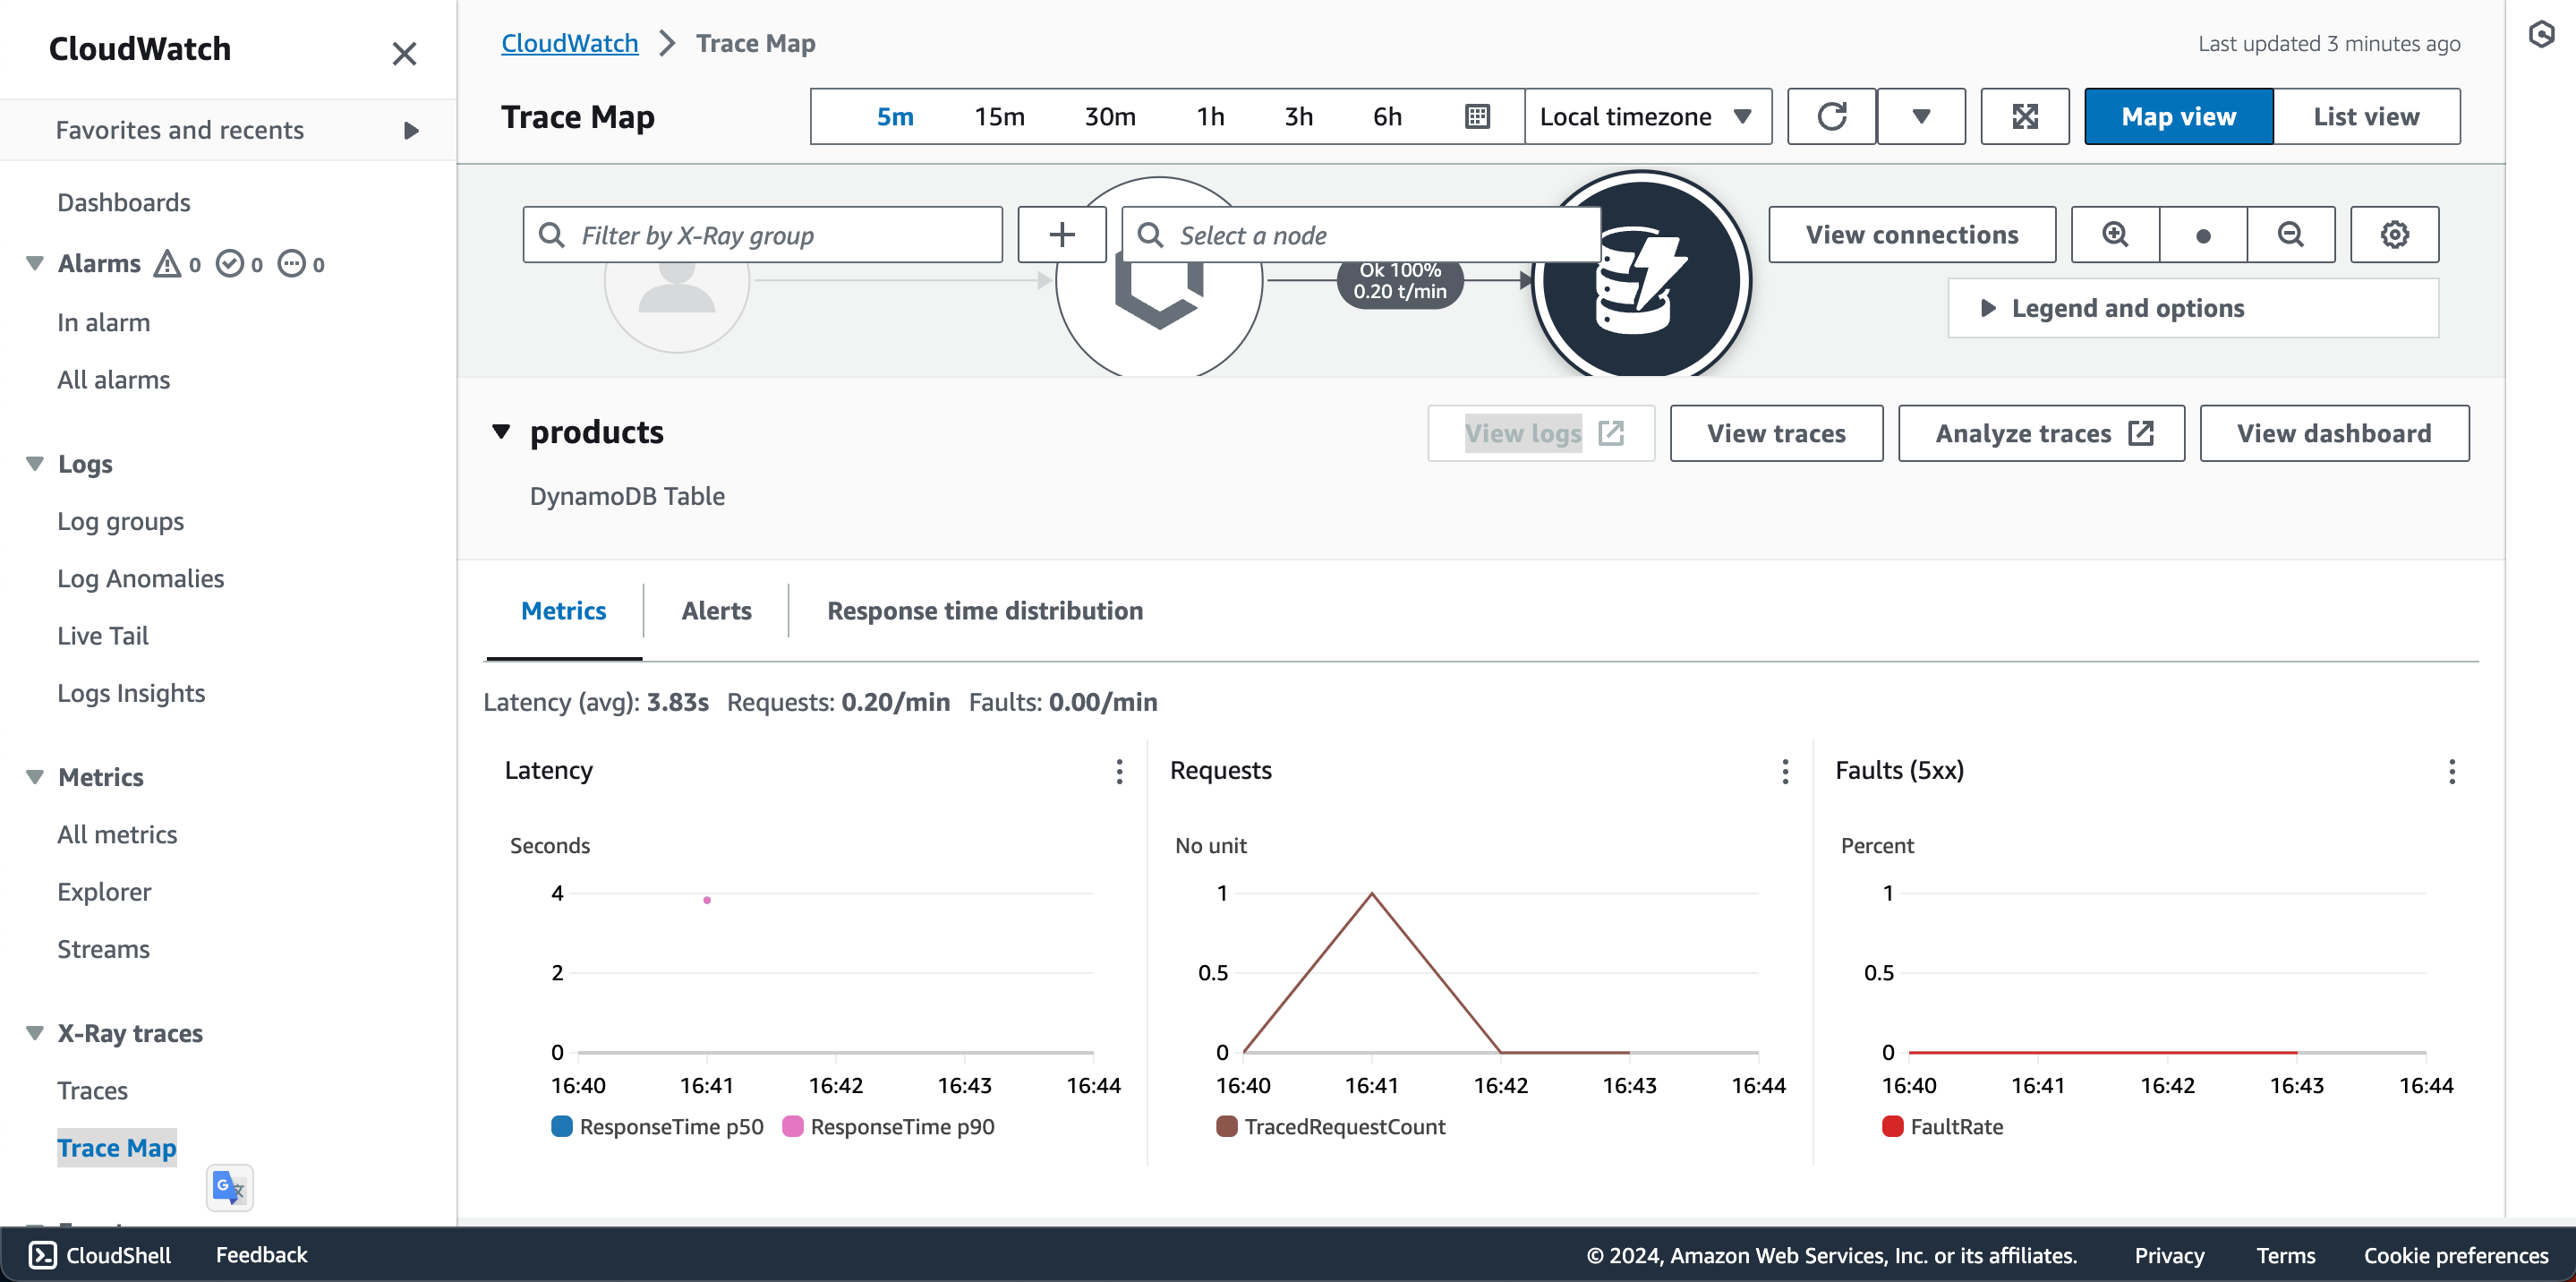 CloudWatch
Favorites and recents
Dashboards
Alarms 0 0 0
In alarm
All alarms
Logs
Log groups
Log Anomalies
Live Tail
Logs Insights
Metrics
All metrics
Explorer
Streams
X-Ray traces
Traces
Trace Map
CloudWatch Trace Map
Last updated 3 minutes ago
Trace Map
5m 15m 30m 1h 3h 6h Local timezone
Map view List view
Filter by X-Ray group
Select a node
View connections
Ok 100%
0.20 t/min
Legend and options
products
View logs View traces Analyze traces View dashboard
DynamoDB Table
Metrics Alerts Response time distribution
Latency (avg): 3.83s Requests: 0.20/min Faults: 0.00/min
Latency
Seconds
4
2
0
16:40 16:41 16:42 16:43 16:44
ResponseTime p50 ResponseTime p90
Requests
No unit
1
0.5
0
16:40 16:41 16:42 16:43 16:44
TracedRequestCount
Faults (5xx)
Percent
1
0.5
0
16:40 16:41 16:42 16:43 16:44
FaultRate
CloudShell Feedback
© 2024, Amazon Web Services, Inc. or its affiliates. Privacy Terms Cookie preferences